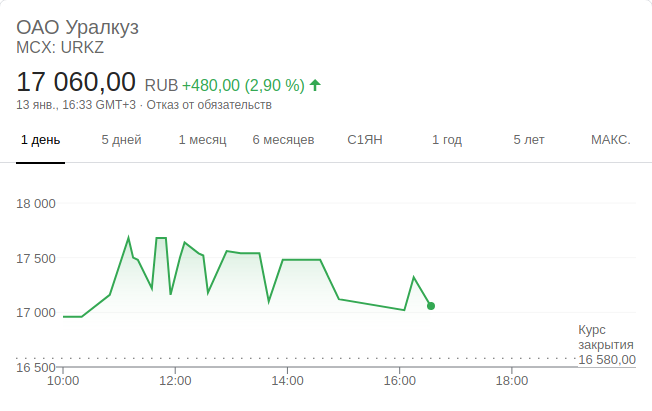 ОАО Уралкуз
MCX: URKZ
17 060,00 RUB +480,00 (2,90 %)
13 янв., 16:33 GMT+3 · Отказ от обязательств
1 день 5 дней 1 месяц 6 месяцев С1ЯН 1 год 5 лет МАКС.
18 000
17 500
17 000
Курс
закрытия
16 580,00
16 500
10:00 12:00 14:00 16:00 18:00